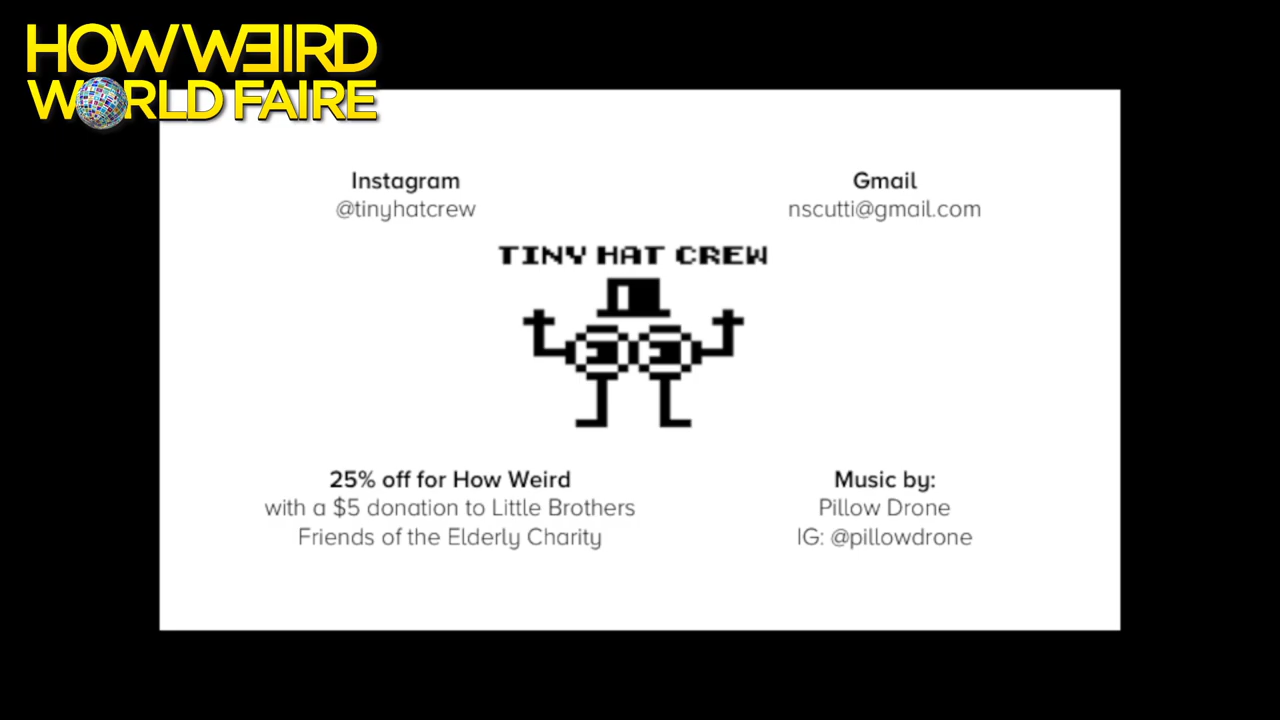 HOW WEIRD
WORLD FAIRE
Instagram
@tinyhatcrew
Gmail
nscutti@gmail.com
TINY HAT CREW
25% off for How Weird
with a $5 donation to Little Brothers
Friends of the Elderly Charity
Music by:
Pillow Drone
IG: @pillowdrone